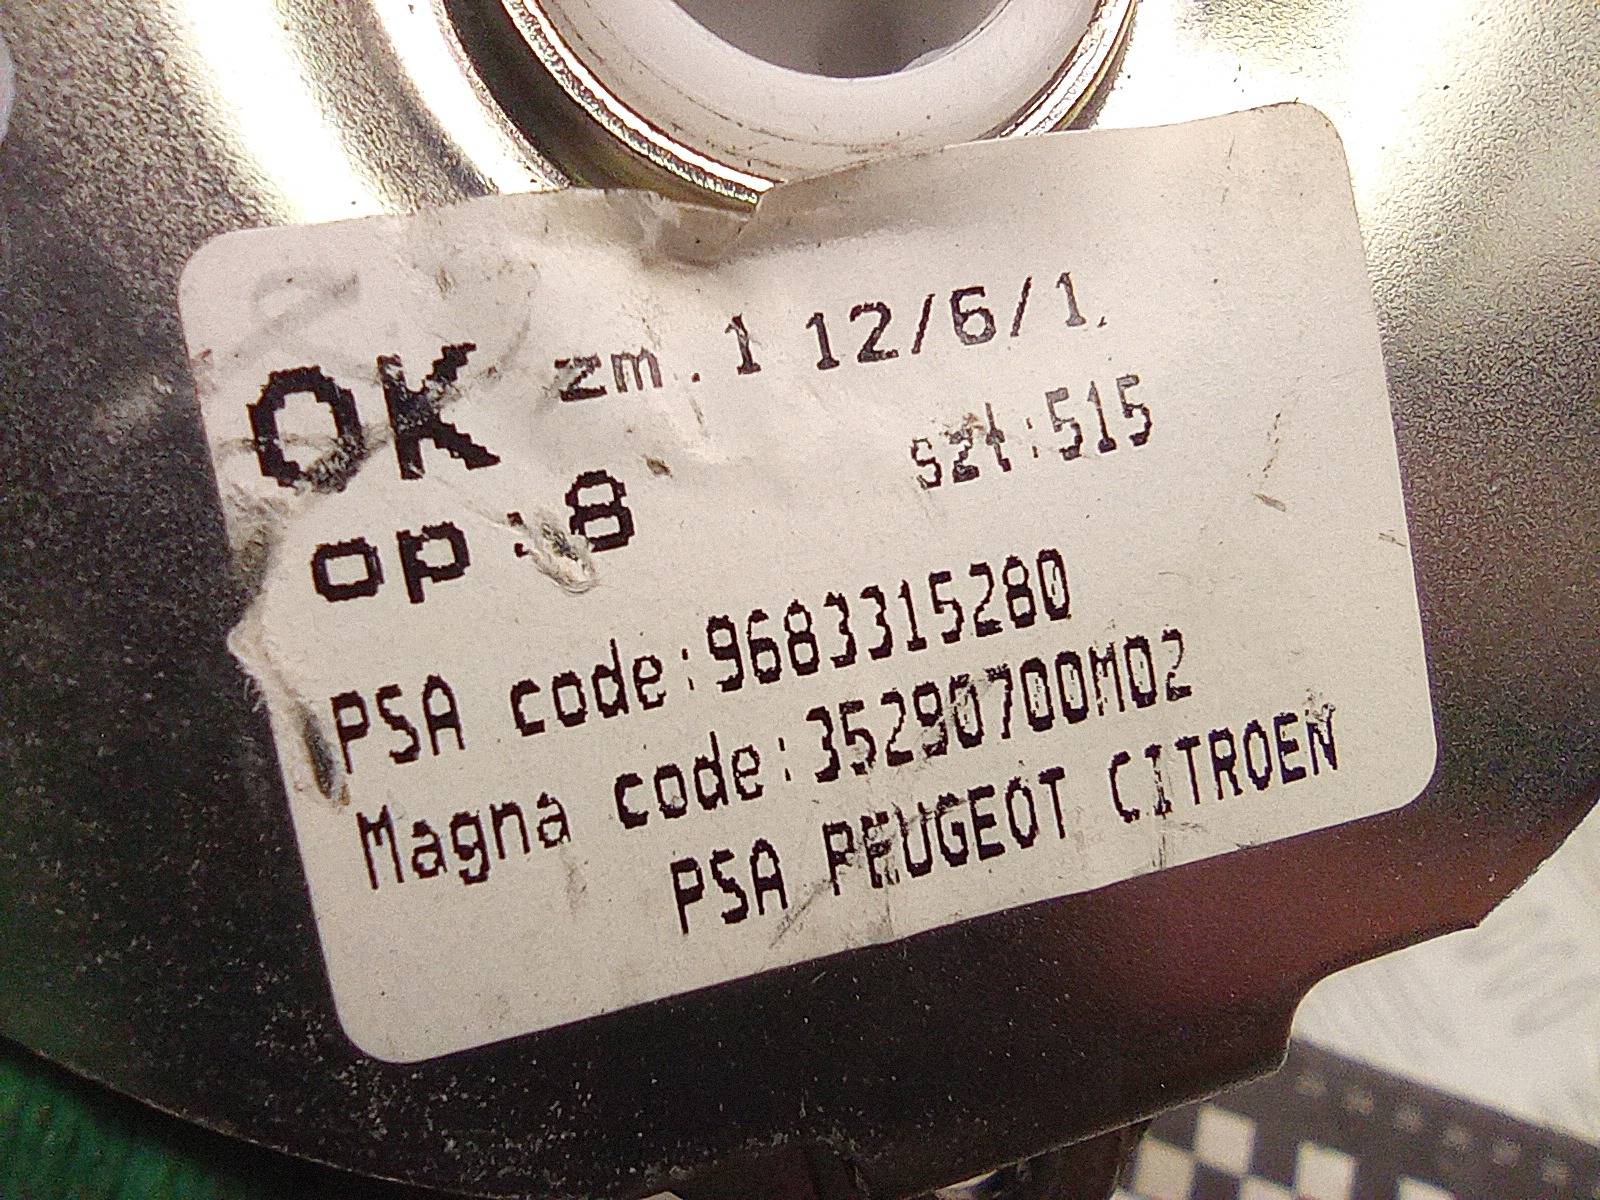 OK zm.1 12/6/1
szt:515
op:8
PSA code:9683315280
Magna code:35290700M02
PSA PEUGEOT CITROEN